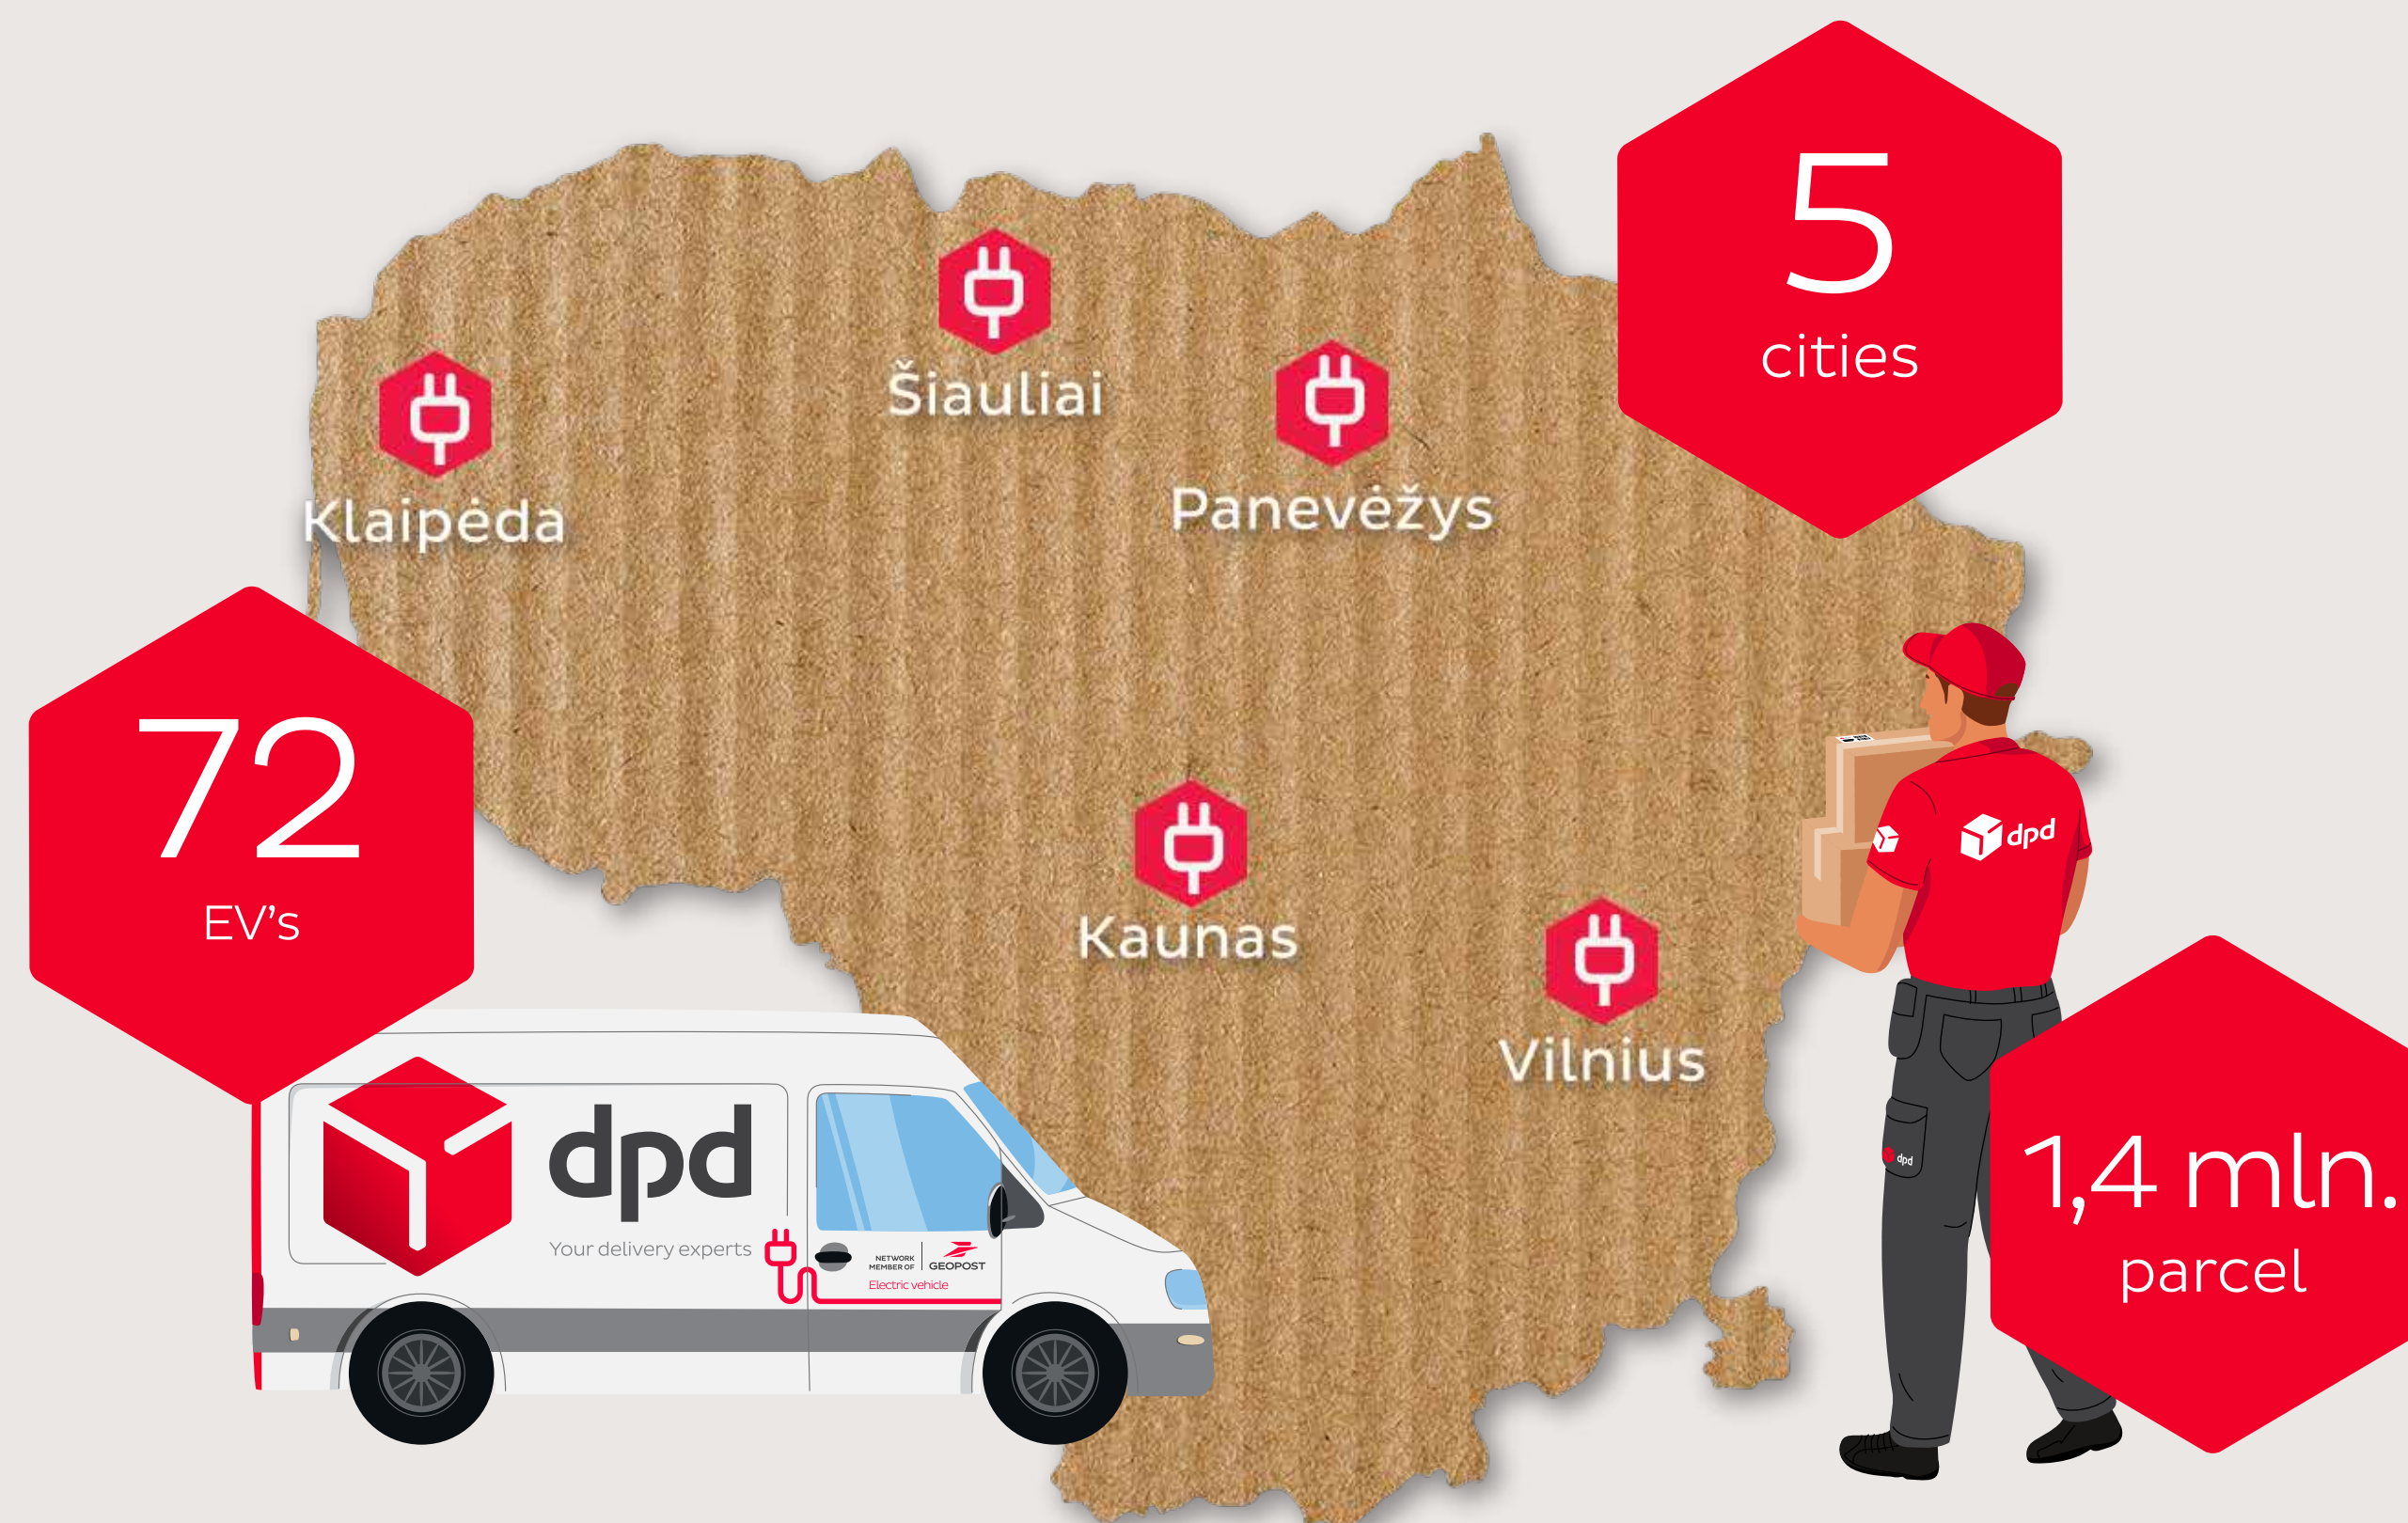 5
cities
Šiauliai
Klaipėda
Panevėžys
72
EV's
Kaunas
Vilnius
dpd
dpd
Your delivery experts
NETWORK
MEMBER OF
GEOPOST
Electric vehicle
dpd
1,4 mln.
parcel